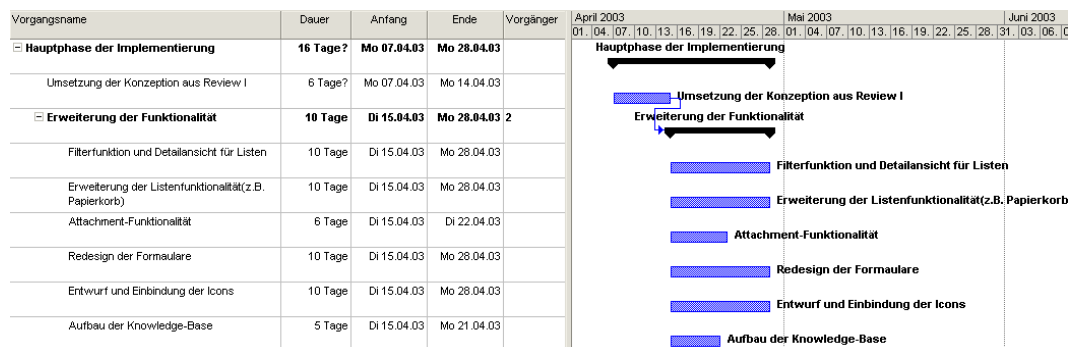 Vorgangsname Dauer Anfang Ende Vorgänger April 2003 Mai 2003 Juni 2003
01. 04. 07. 10. 13. 16. 19. 22. 25. 28. 01. 04. 07. 10. 13. 16. 19. 22. 25. 28. 31. 03. 06.
Hauptphase der Implementierung 16 Tage? Mo 07.04.03 Mo 28.04.03 Hauptphase der Implementierung
Umsetzung der Konzeption aus Review I 6 Tage? Mo 07.04.03 Mo 14.04.03 Umsetzung der Konzeption aus Review I
Erweiterung der Funktionalität 10 Tage Di 15.04.03 Mo 28.04.03 2 Erweiterung der Funktionalität
Filterfunktion und Detailansicht für Listen 10 Tage Di 15.04.03 Mo 28.04.03 Filterfunktion und Detailansicht für Listen
Erweiterung der Listenfunktionalität(z.B. 10 Tage Di 15.04.03 Mo 28.04.03 Erweiterung der Listenfunktionalität(z.B. Papierkorb
Papierkorb)
Attachment-Funktionalität 6 Tage Di 15.04.03 Di 22.04.03 Attachment-Funktionalität
Redesign der Formaulare 10 Tage Di 15.04.03 Mo 28.04.03 Redesign der Formaulare
Entwurf und Einbindung der Icons 10 Tage Di 15.04.03 Mo 28.04.03 Entwurf und Einbindung der Icons
Aufbau der Knowledge-Base 5 Tage Di 15.04.03 Mo 21.04.03 Aufbau der Knowledge-Base